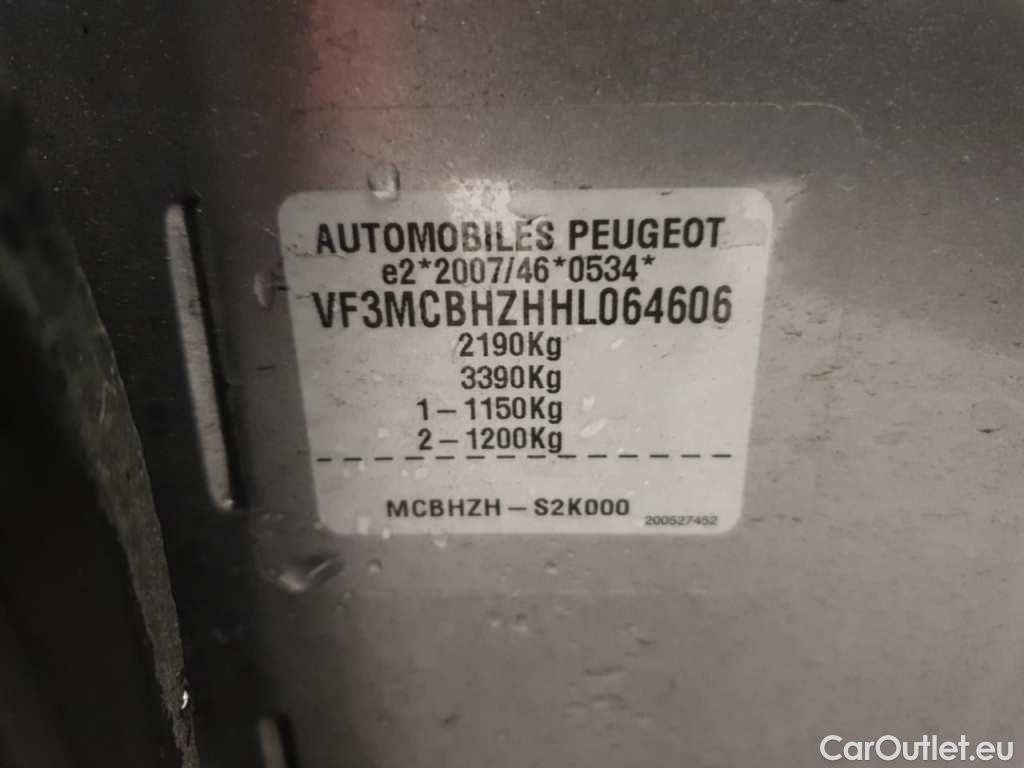 AUTOMOBILES PEUGEOT
e2*2007/46*0534*
VF3MCBHZHHL064606
2190Kg
3390Kg
1-1150Kg
2-1200Kg
MCBHZH-S2K000
200527452
CarOutlet.eu